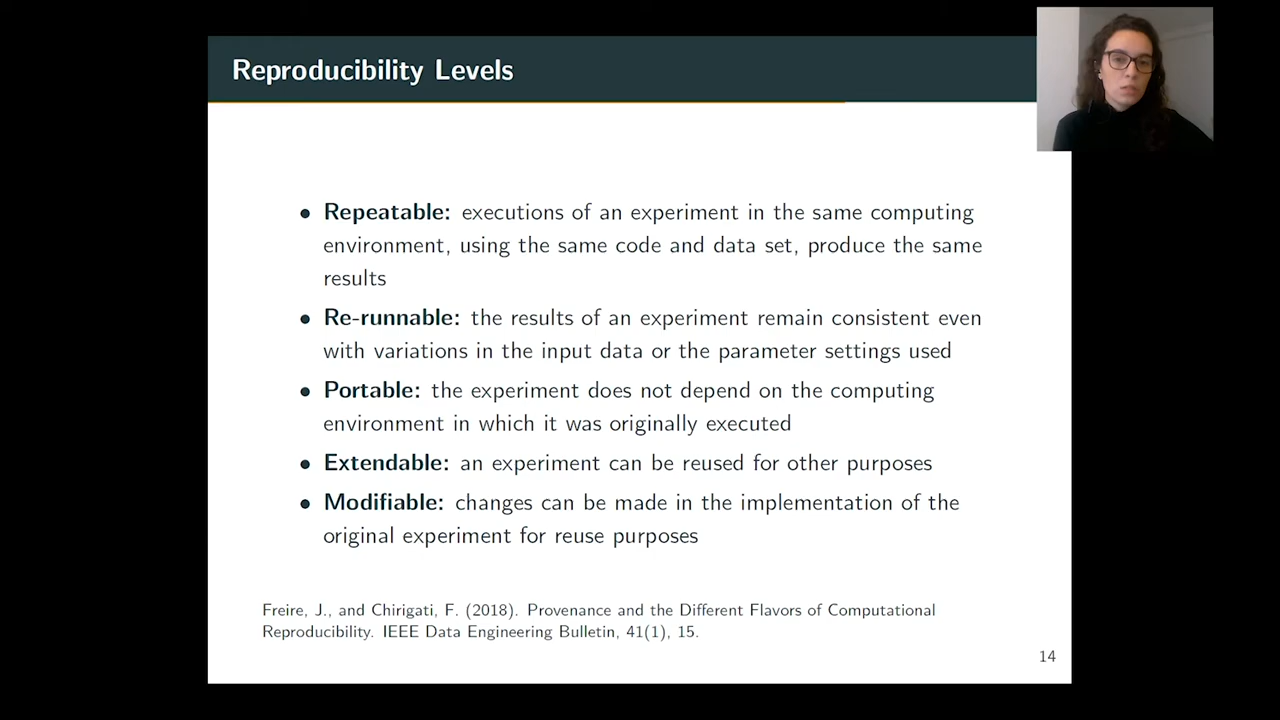 Reproducibility Levels
• Repeatable: executions of an experiment in the same computing
environment, using the same code and data set, produce the same
results
• Re-runnable: the results of an experiment remain consistent even
with variations in the input data or the parameter settings used
• Portable: the experiment does not depend on the computing
environment in which it was originally executed
• Extendable: an experiment can be reused for other purposes
• Modifiable: changes can be made in the implementation of the
original experiment for reuse purposes
Freire, J., and Chirigati, F. (2018). Provenance and the Different Flavors of Computational
Reproducibility. IEEE Data Engineering Bulletin, 41(1), 15.
14